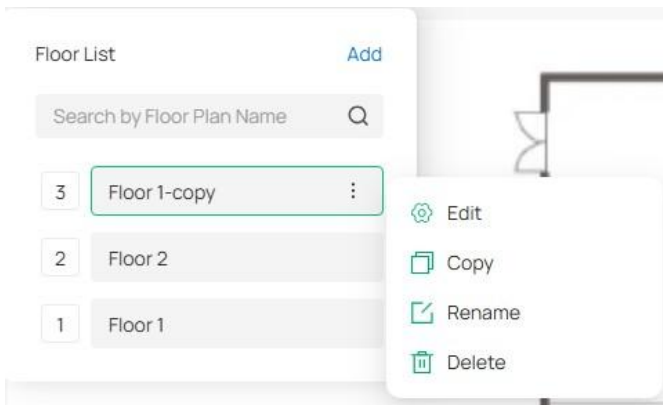 Floor List
Add
Search by Floor Plan Name
3 Floor 1-copy
2 Floor 2
1 Floor 1
Edit
Copy
Rename
Delete